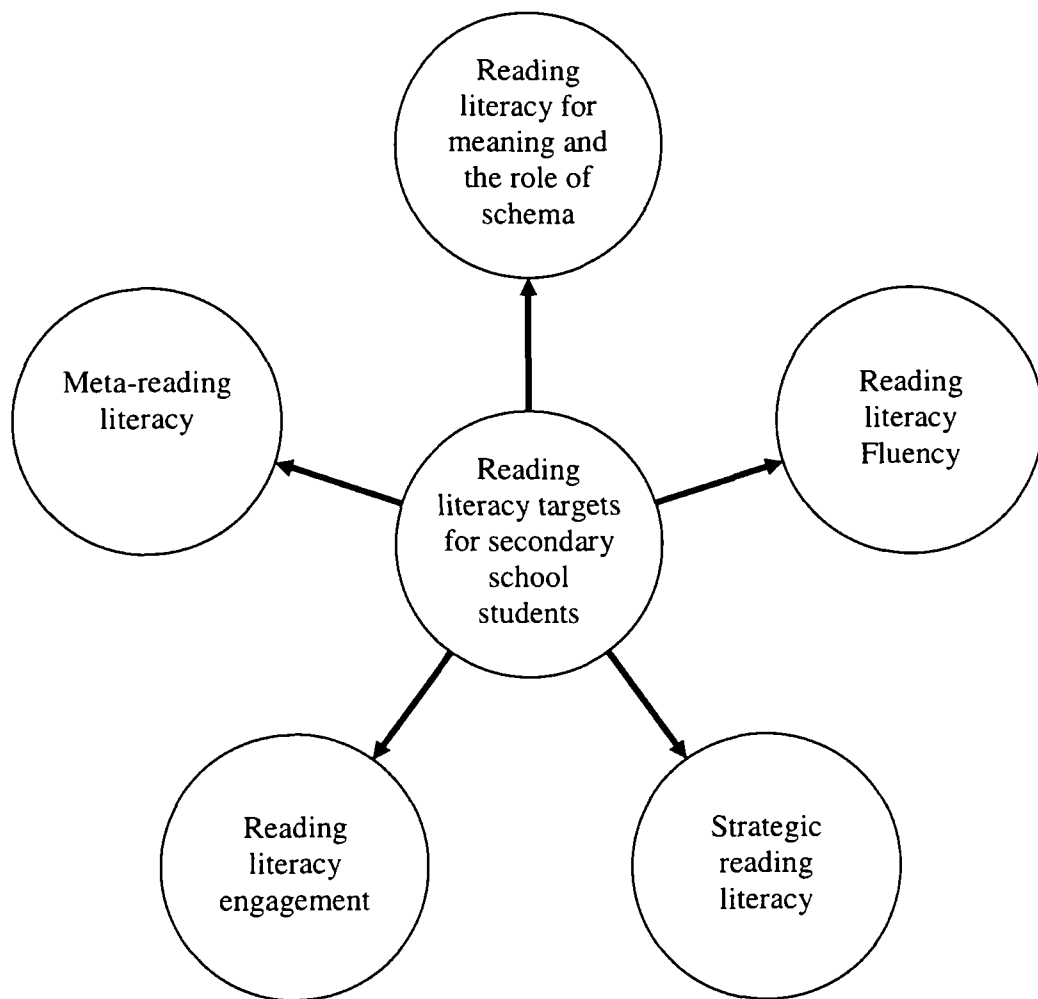 Reading
literacy for
meaning and
the role of
schema
Meta-reading
literacy
Reading
literacy
Fluency
Reading
literacy targets
for secondary
school
students
Reading
literacy
engagement
Strategic
reading
literacy